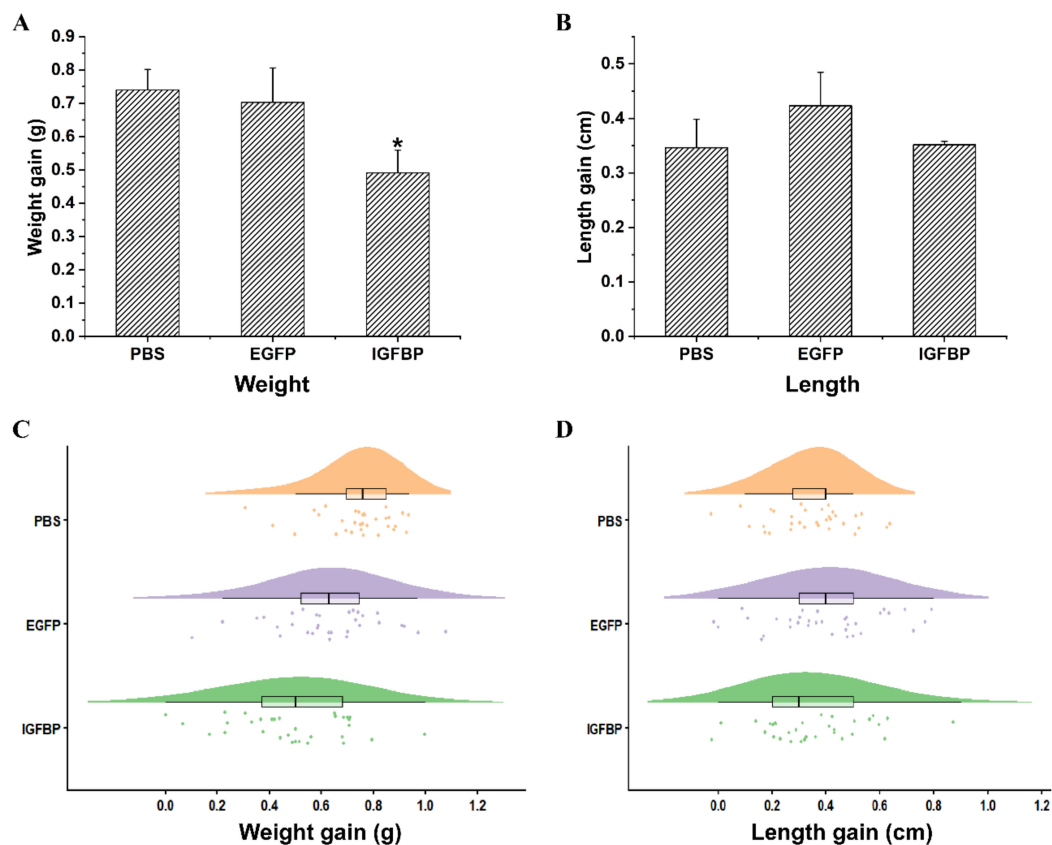 A
Weight gain (g)
0.9
0.8
0.7
0.6
0.5
0.4
0.3
0.2
0.1
0.0
*
PBS EGFP IGFBP
Weight
B
Length gain (cm)
0.5
0.4
0.3
0.2
0.1
0.0
PBS EGFP IGFBP
Length
C
PBS
EGFP
IGFBP
0.0 0.2 0.4 0.6 0.8 1.0 1.2
Weight gain (g)
D
PBS
EGFP
IGFBP
0.0 0.2 0.4 0.6 0.8 1.0 1.2
Length gain (cm)